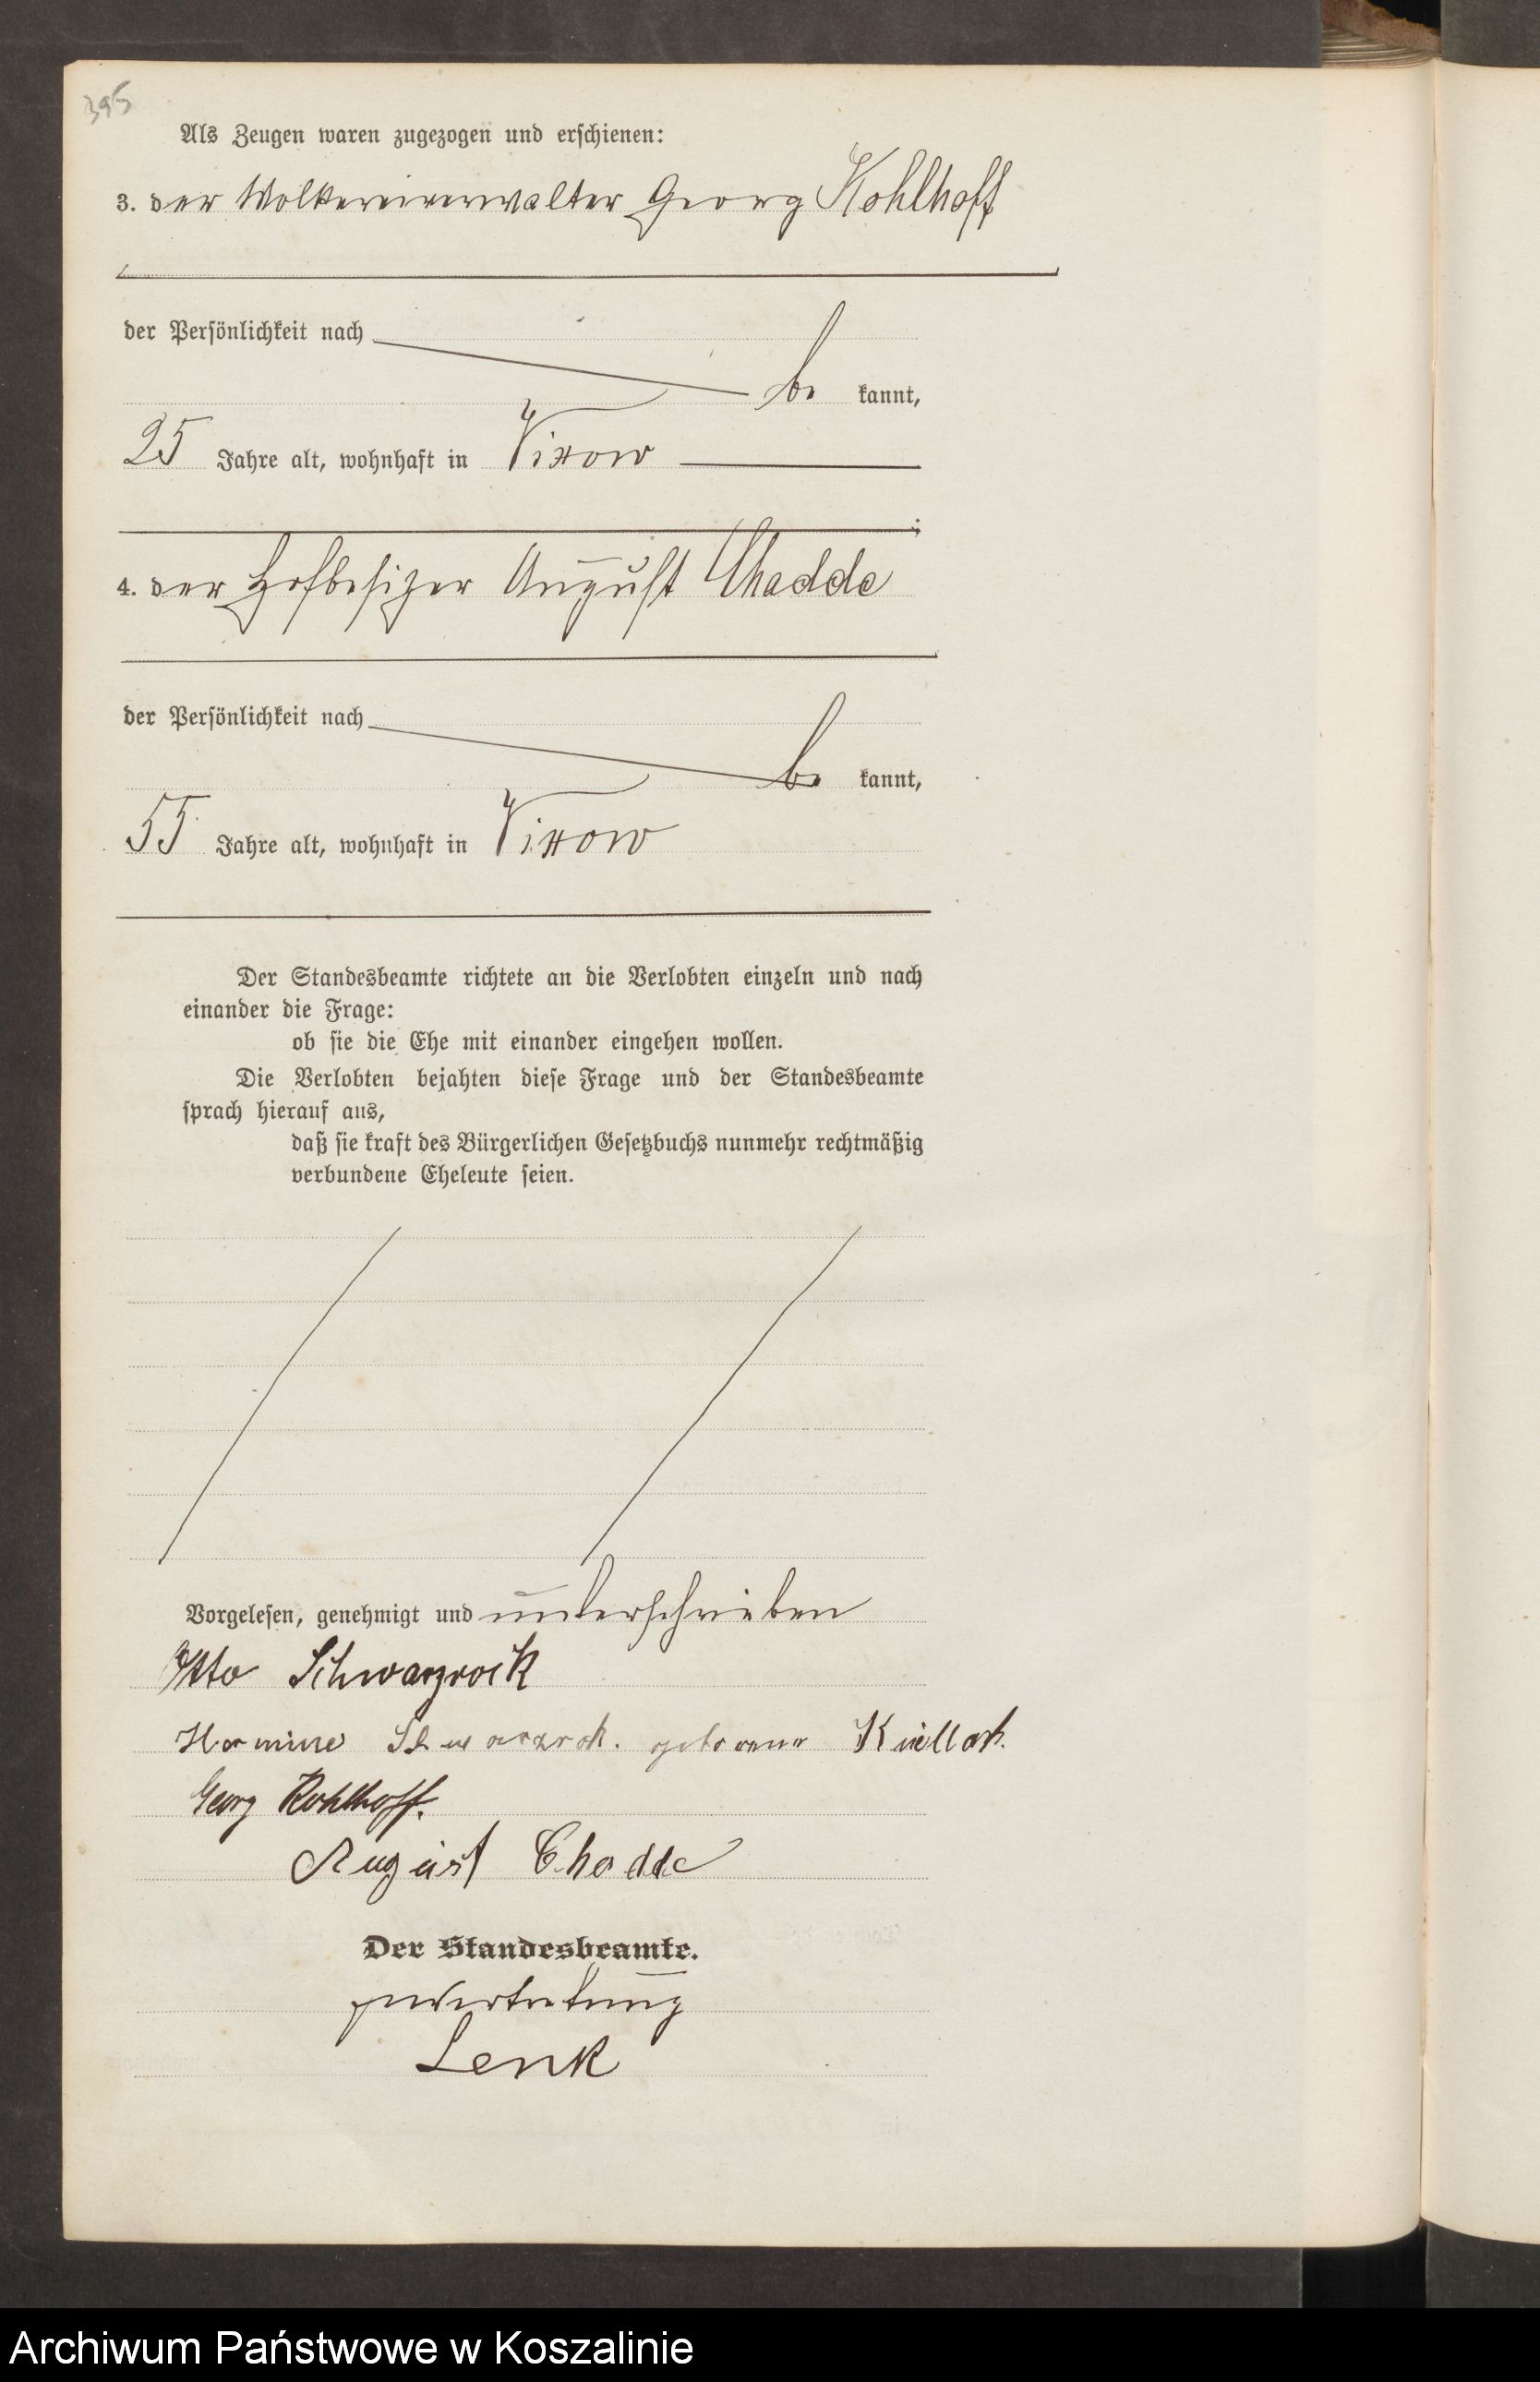 395
Als Zeugen waren zugezogen und erschienen:
3. der Molkereiverwalter Georg Kohlhoff
der Persönlichkeit nach
be kannt,
25 Jahre alt, wohnhaft in Vixow
4. der Hofbesizer August Chadde
der Persönlichkeit nach
be kannt,
55 Jahre alt, wohnhaft in Vixow
Der Standesbeamte richtete an die Verlobten einzeln und nach
einander die Frage:
ob sie die Ehe mit einander eingehen wollen.
Die Verlobten bejahten diese Frage und der Standesbeamte
sprach hierauf aus,
daß sie kraft des Bürgerlichen Gesetzbuchs nunmehr rechtmäßig
verbundene Eheleute seien.
Vorgelesen, genehmigt und unterschrieben
Otto Schwarzrock
Hermine geborene
Georg Kohlhoff.
August Chadde
Der Standesbeamte.
In Vertretung
Lenk
Archiwum Państwowe w Koszalinie